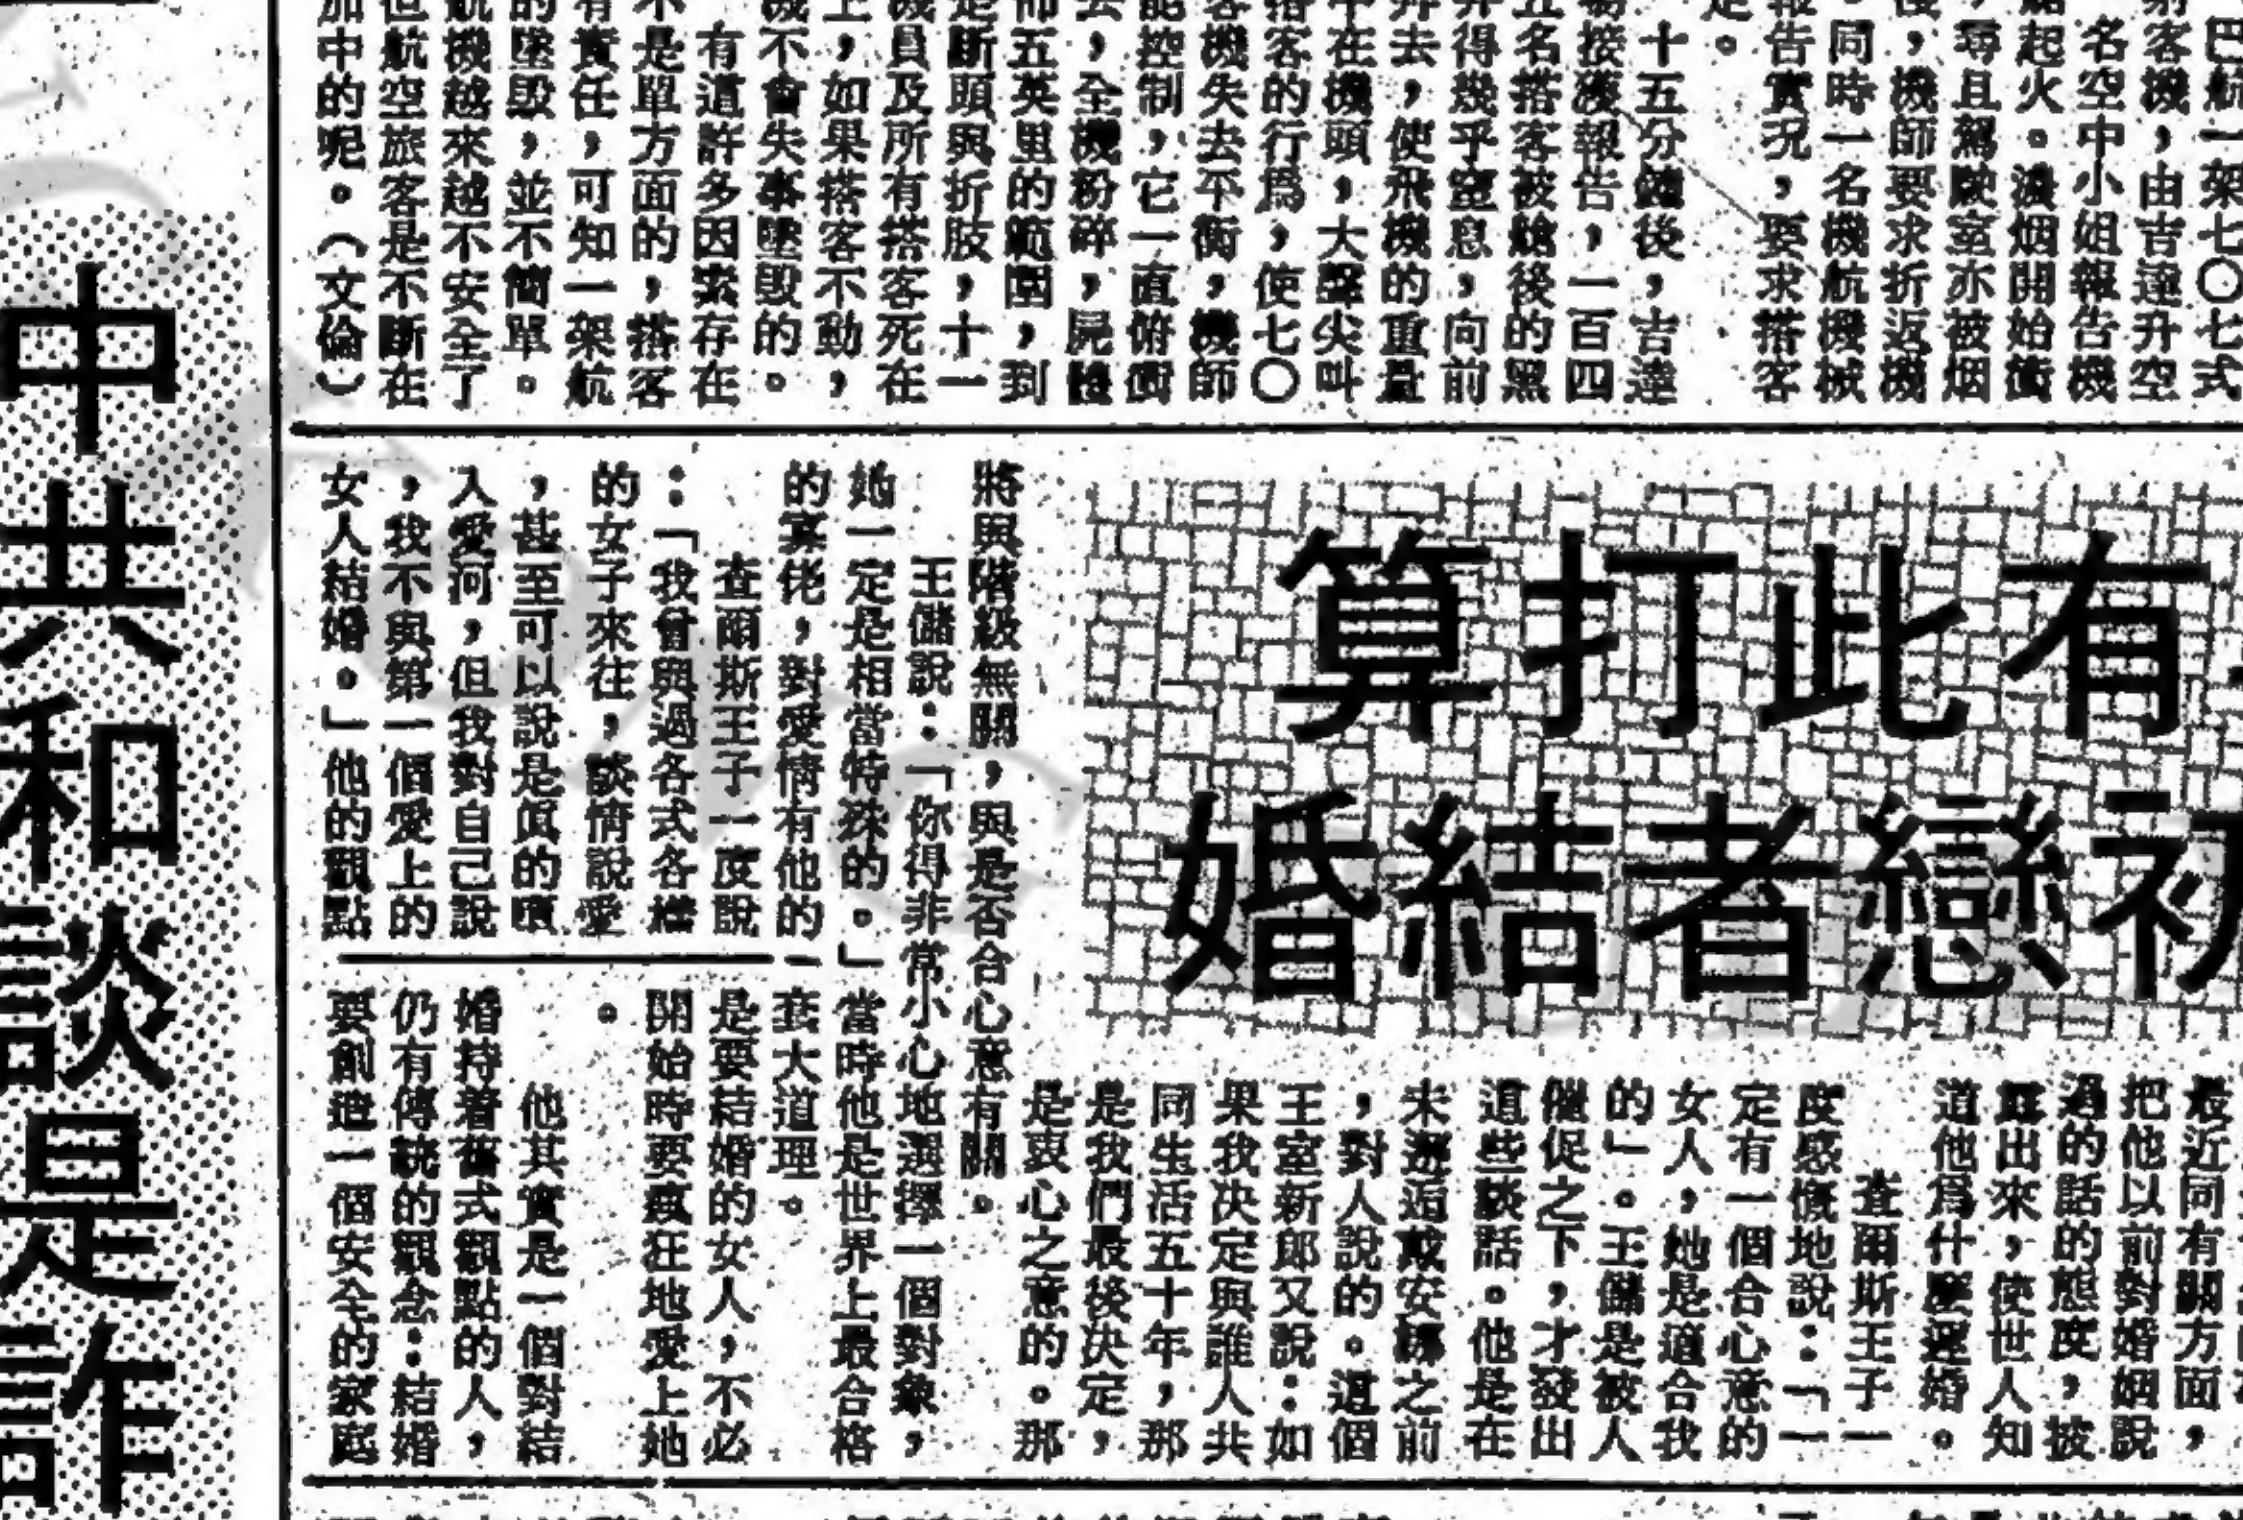 巴航一架七〇七式
客機，由吉達升空
名空中小姐報告機
起火。濃烟開始衝
，尋且駕駛室亦被烟
，機師要求折返機
。同時一名機航機械
報告實况，要求搭客
是。
十五分鐘後，吉達
接獲報告，一百四
五名搭客被艙後的黑
得幾乎窒息，向前
去，使飛機的重量
中在機頭，大聲尖叫
搭客的行爲，使七〇
客機失去平衡，機師
能控制，它一直俯衝
去，全機粉碎，屍體
五英里的範圍，到
是斷頭與折肢，十一
機員及所有搭客死在
上，如果搭客不動，
機不會失事墜毀的。
有這許多因素存在
不是單方面的，搭客
有責任，可知一架航
的墜毀，並不簡單。
航機越來越不安全了
但航空旅客是不斷在
加中的呢。（文倫）
有此打算
初戀者結婚
最近同有關方面，
把他以前對婚姻說
過的話的態度，披
露出來，使世人知
道他爲什麼遲婚。
查爾斯王子一
度感慨地說：「一
定有一個合心意的
女人，她是適合我
的」。王儲是被人
催促之下，才發出
這些談話。他是在
未邂逅戴安娜之前
，對人說的。這個
王室新郎又說：如
果我决定與誰人共
同生活五十年，那
是我們最後决定，
是衷心之意的。那
將與階級無關，與是否合心意有關。
王儲說：「你得非常小心地選擇一個對象，
她一定是相當特殊的。」當時他是世界上最合格
的寡佬，對愛情有他的一套大道理。
查爾斯王子一度說
：「我曾與過各式各樣
的女子來往，談情說愛
，甚至可以說是眞的墮
入愛河，但我對自己說
，我不與第一個愛上的
女人結婚。」他的觀點
是要結婚的女人，不必
開始時要瘋狂地愛上她
。
他其實是一個對結
婚持着舊式觀點的人，
仍有傳統的觀念：結婚
要創造一個安全的家庭
中共和談是詐